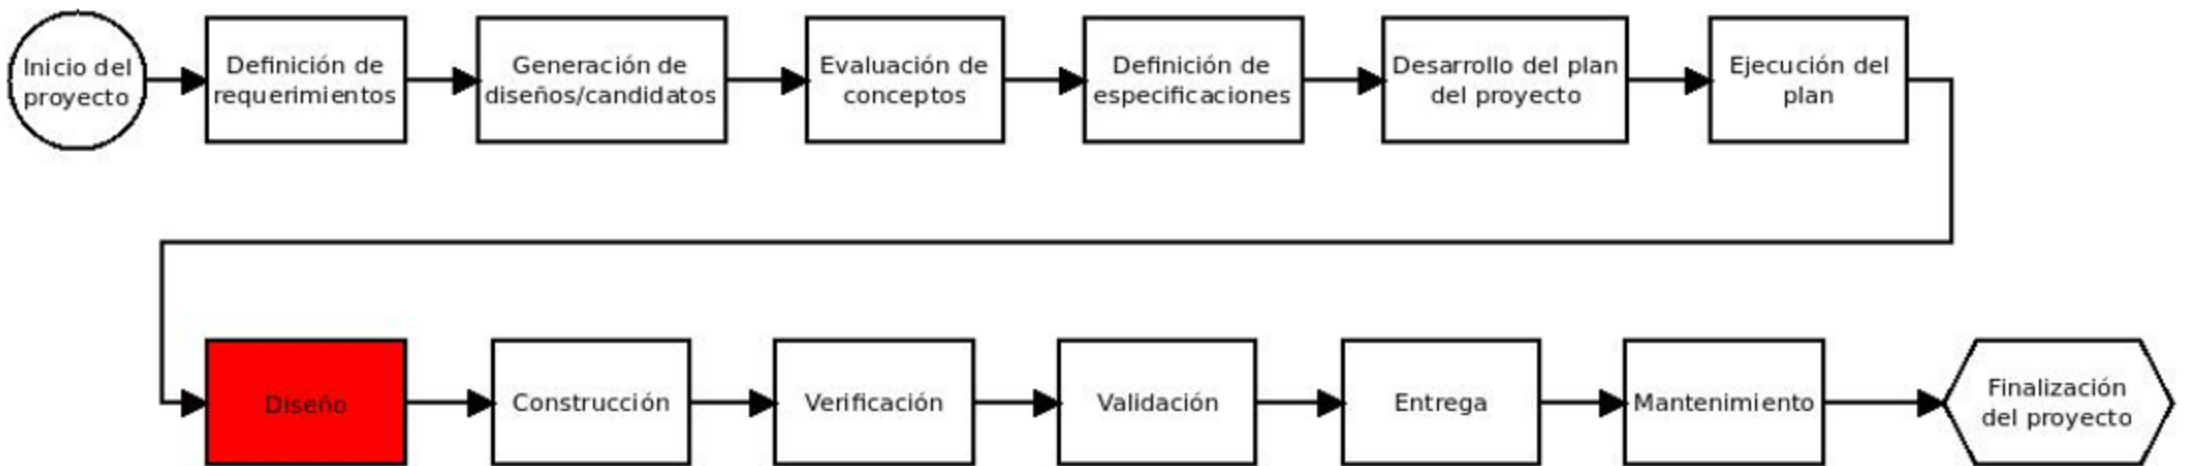 Inicio del
proyecto
Definición de
requerimientos
Generación de
diseños/candidatos
Evaluación de
conceptos
Definición de
especificaciones
Desarrollo del plan
del proyecto
Ejecución del
plan
Diseño
Construcción
Verificación
Validación
Entrega
Mantenimiento
Finalización
del proyecto